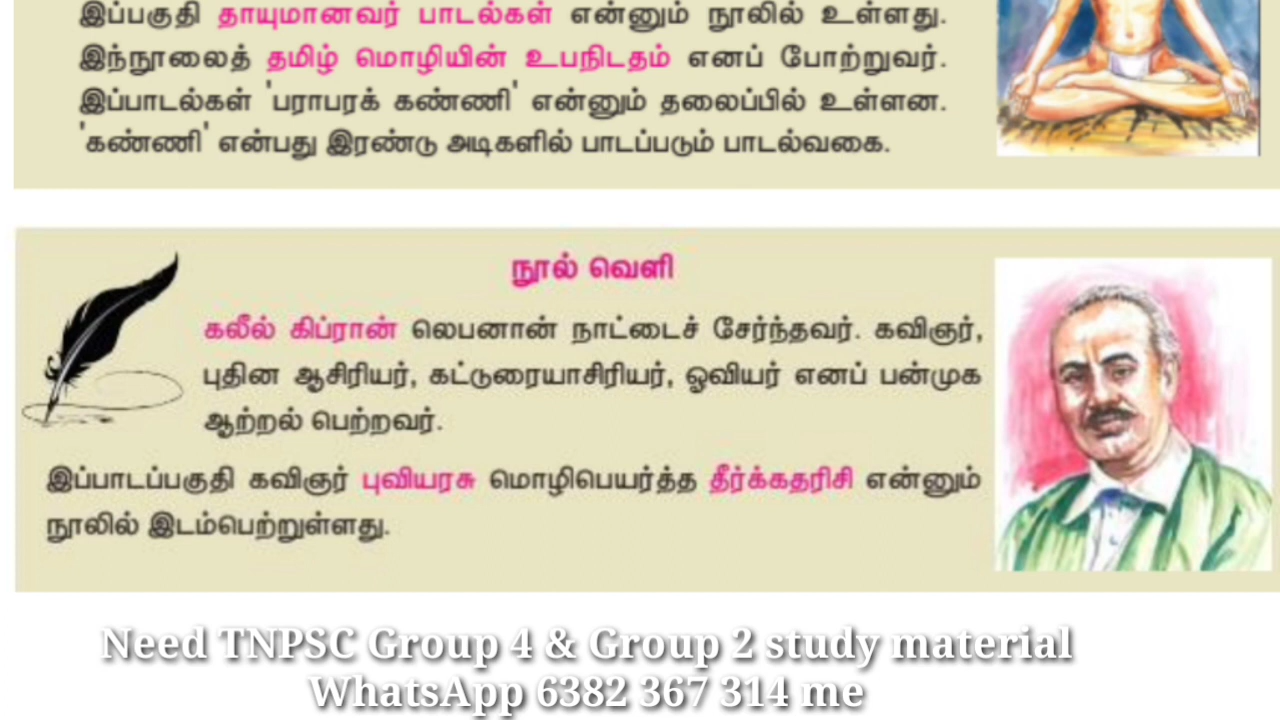 இப்பகுதி தாயுமானவர் பாடல்கள் என்னும் நூலில் உள்ளது.
இந்நூலைத் தமிழ் மொழியின் உபநிடதம் எனப் போற்றுவர்.
இப்பாடல்கள் 'பராபரக் கண்ணி' என்னும் தலைப்பில் உள்ளன.
'கண்ணி' என்பது இரண்டு அடிகளில் பாடப்படும் பாடல்வகை.
நூல் வெளி
கலீல் கிப்ரான் லெபனான் நாட்டைச் சேர்ந்தவர். கவிஞர்,
புதின ஆசிரியர், கட்டுரையாசிரியர், ஓவியர் எனப் பன்முக
ஆற்றல் பெற்றவர்.
இப்பாடப்பகுதி கவிஞர் புவியரசு மொழிபெயர்த்த தீர்க்கதரிசி என்னும்
நூலில் இடம்பெற்றுள்ளது.
Need TNPSC Group 4 & Group 2 study material
WhatsApp 6382 367 314 me